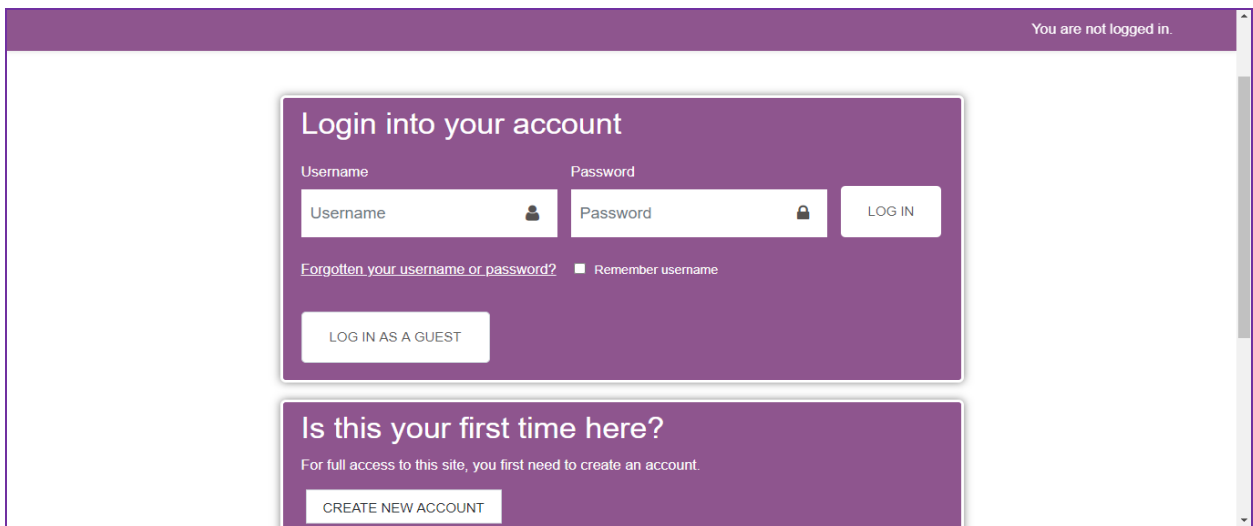 You are not logged in.
Login into your account
Username Password
Username Password LOG IN
Forgotten your username or password? Remember username
LOG IN AS A GUEST
Is this your first time here?
For full access to this site, you first need to create an account.
CREATE NEW ACCOUNT